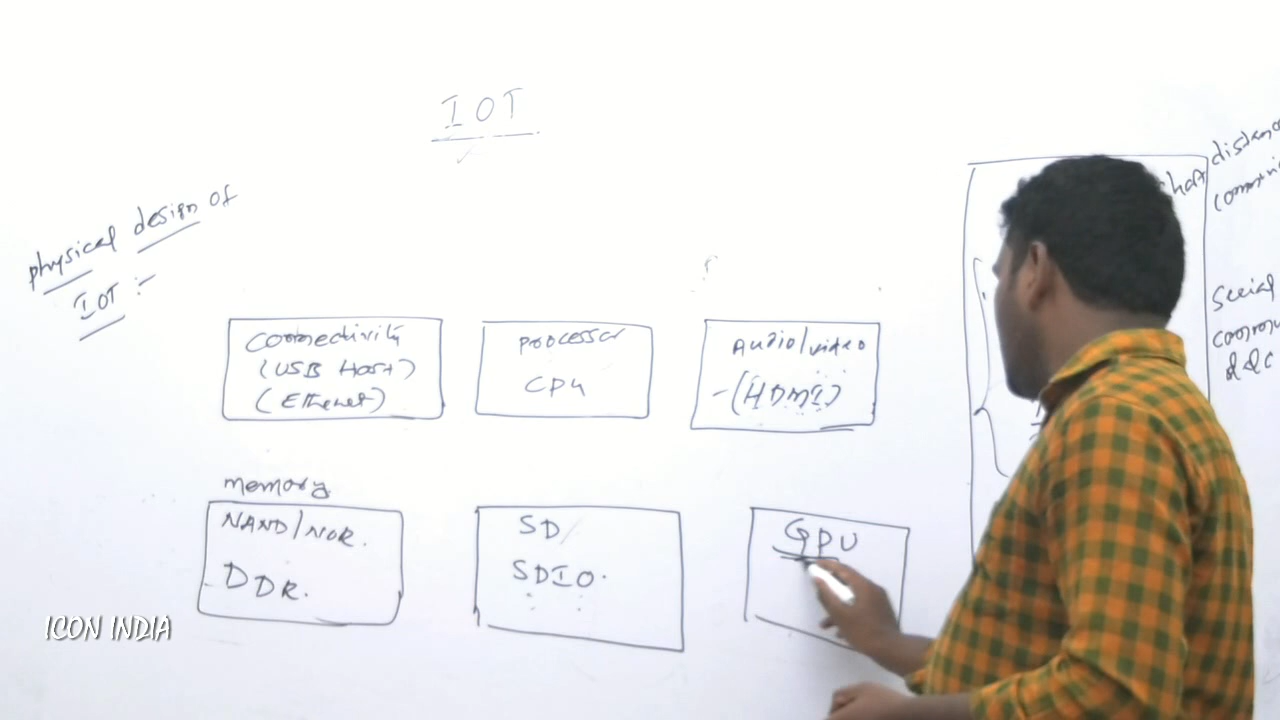 IOT
physical design of
IOT :-
connectivity
(USB Host)
(Ethernet)
processor
CPU
Audio/video
-(HDMI)
memory
NAND/NOR.
DDR.
SD
SDIO.
GPU
serial
ICON INDIA